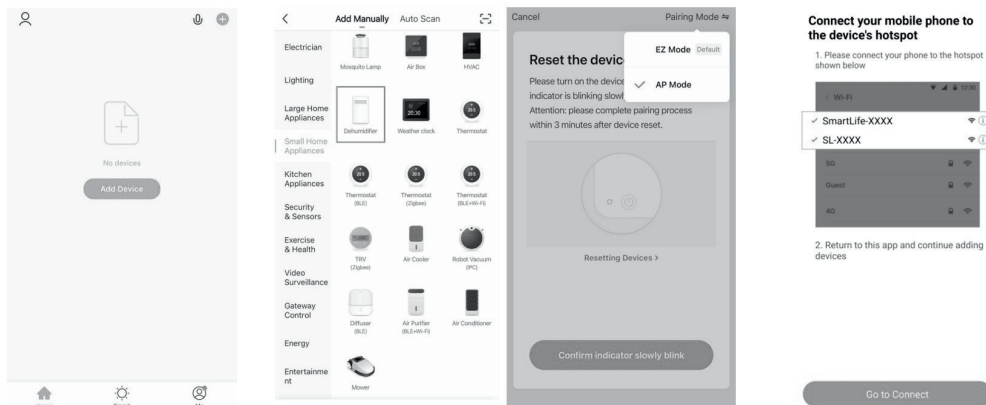 No devices
Add Device
Add Manually Auto Scan
Electrician
Lighting
Large Home
Appliances
Small Home
Appliances
Kitchen
Appliances
Security
& Sensors
Exercise
& Health
Video
Surveillance
Gateway
Control
Energy
Entertainme
nt
Mosquito Lamp
Air Box
HVAC
Dehumidifier
20:30
Weather clock
Thermostat
Thermostat
(BLE)
Thermostat
(Zigbee)
Thermostat
(BLE+Wi-Fi)
TRV
(Zigbee)
Air Cooler
Robot Vacuum
(IPC)
Diffuser
(BLE)
Air Purifier
(BLE+Wi-Fi)
Air Conditioner
Mower
Cancel
Pairing Mode
EZ Mode Default
AP Mode
Reset the devic
Please turn on the device
indicator is blinking slowl
Attention: please complete pairing process
within 3 minutes after device reset.
Resetting Devices >
Confirm indicator slowly blink
Connect your mobile phone to
the device's hotspot
1. Please connect your phone to the hotspot
shown below
12:30
Wi-Fi
SmartLife-XXXX
SL-XXXX
5G
Guest
4G
2. Return to this app and continue adding
devices
Go to Connect